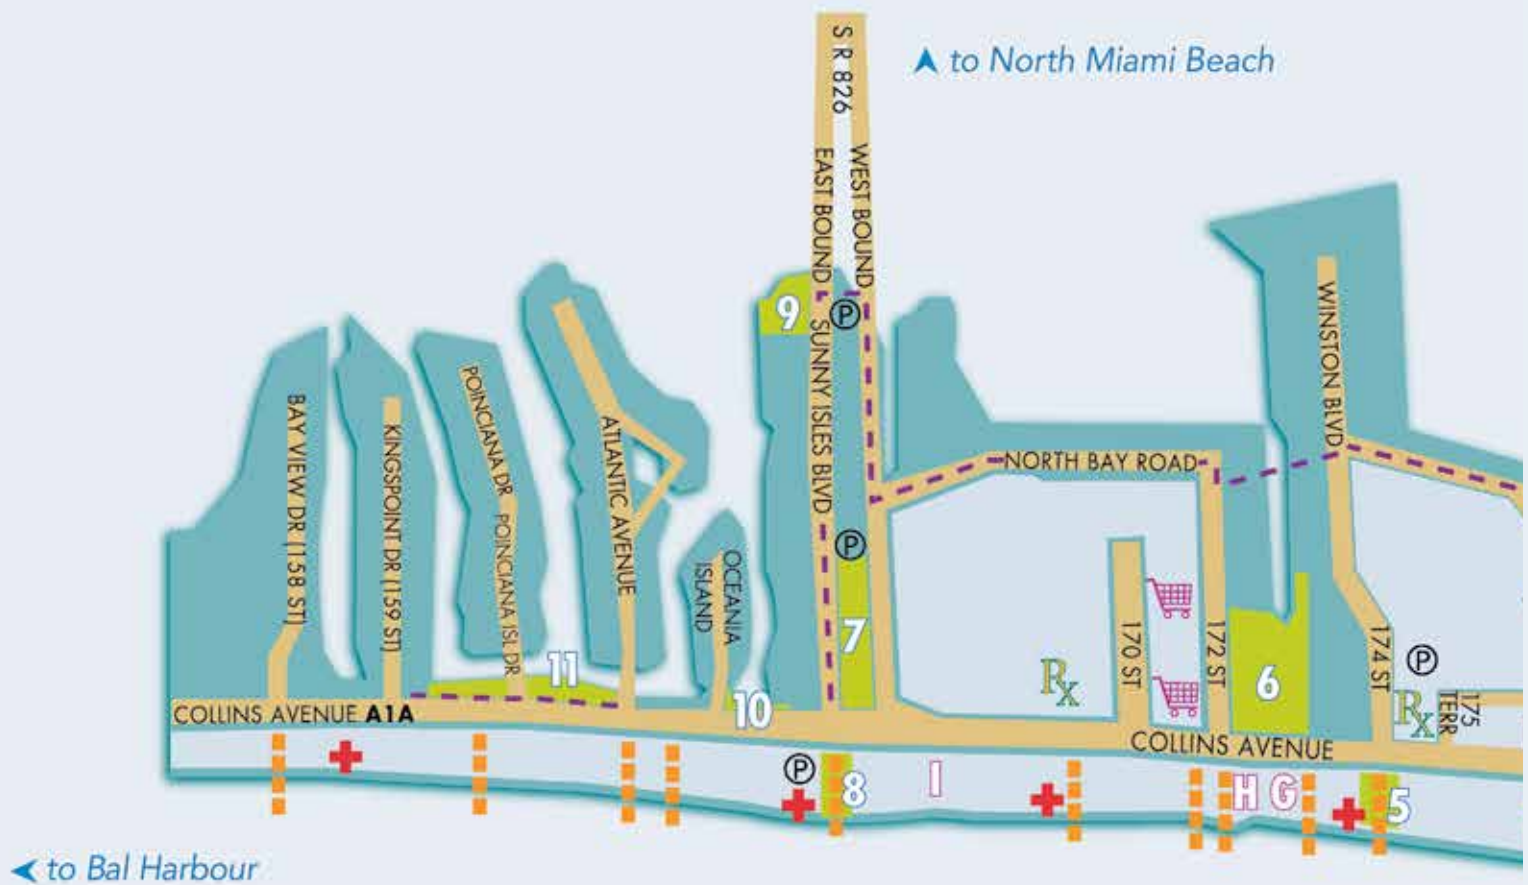 S R 826
to North Miami Beach
EAST BOUND
WEST BOUND
9
P
SUNNY ISLES BLVD
WINSTON BLVD
BAY VIEW DR (158 ST)
KINGSPOINT DR (159 ST)
POINCIANA DR
POINCIANA ISL DR
ATLANTIC AVENUE
OCEANIA
ISLAND
NORTH BAY ROAD
P
7
11
10
170 ST
172 ST
6
174 ST
P
Rx
Rx
175
TERR
COLLINS AVENUE A1A
COLLINS AVENUE
P
8
I
H
G
5
to Bal Harbour